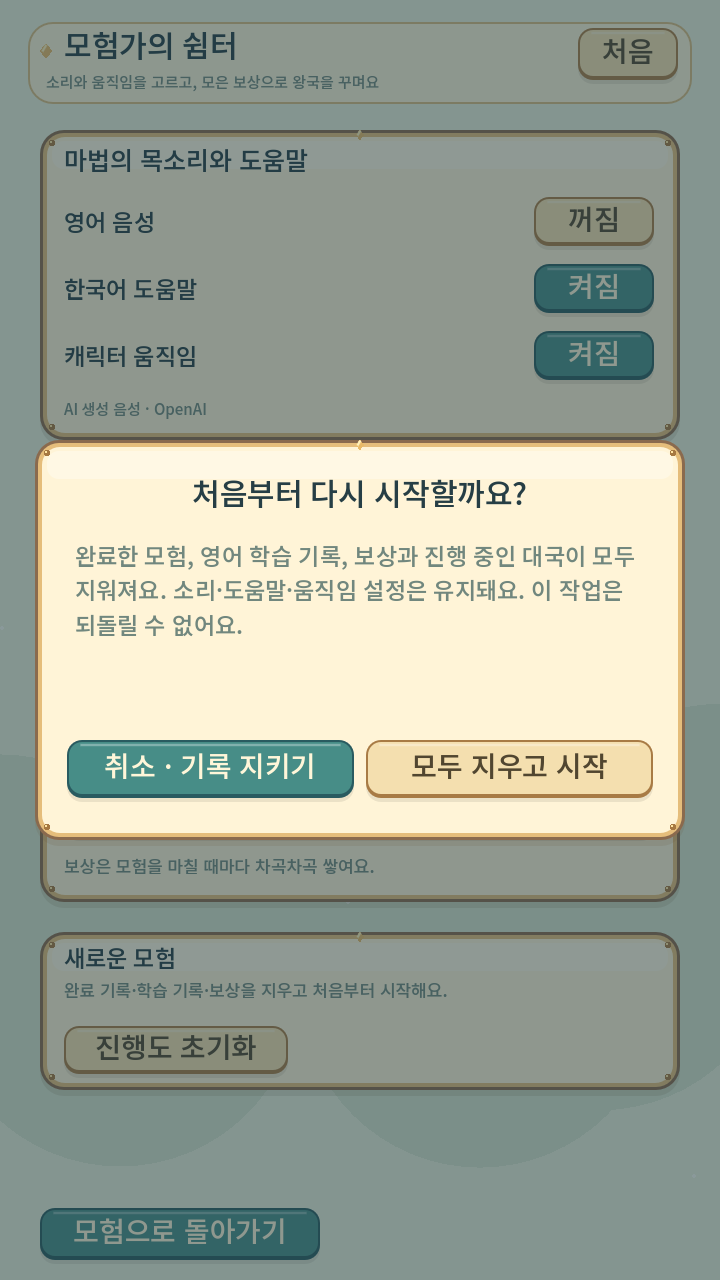 모험가의 쉼터
처음
소리와 움직임을 고르고, 모은 보상으로 왕국을 꾸며요
마법의 목소리와 도움말
영어 음성
꺼짐
한국어 도움말
켜짐
캐릭터 움직임
켜짐
AI 생성 음성 · OpenAI
처음부터 다시 시작할까요?
완료한 모험, 영어 학습 기록, 보상과 진행 중인 대국이 모두
지워져요. 소리·도움말·움직임 설정은 유지돼요. 이 작업은
되돌릴 수 없어요.
취소 · 기록 지키기
모두 지우고 시작
보상은 모험을 마칠 때마다 차곡차곡 쌓여요.
새로운 모험
완료 기록·학습 기록·보상을 지우고 처음부터 시작해요.
진행도 초기화
모험으로 돌아가기